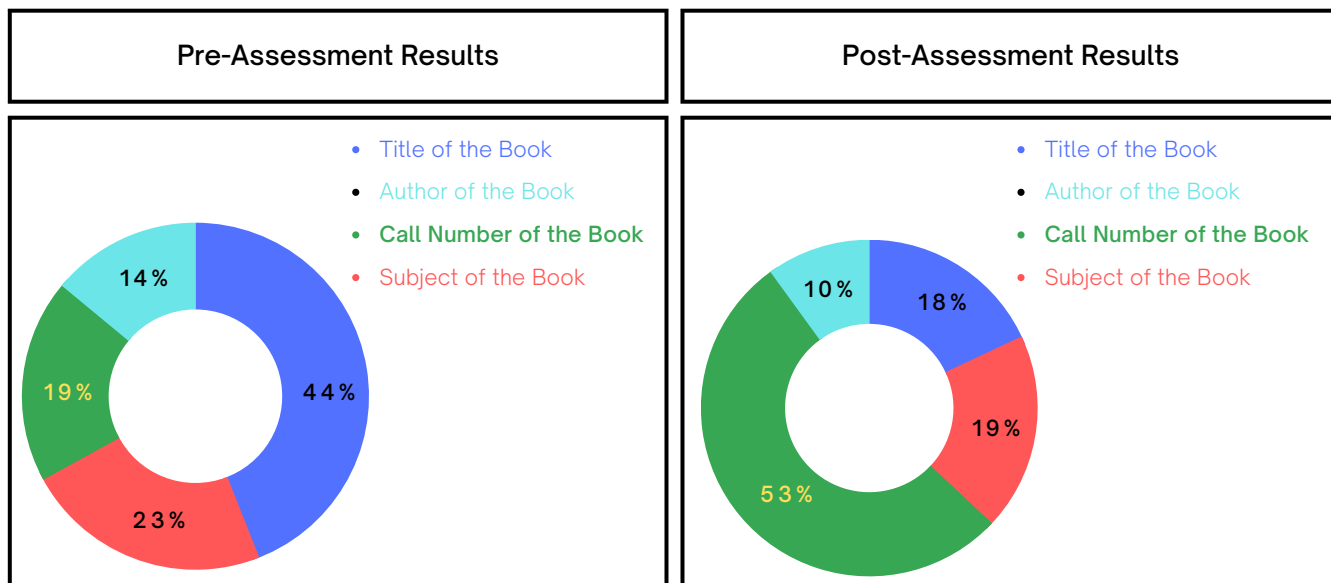 Pre-Assessment Results
Post-Assessment Results
Title of the Book
Author of the Book
Call Number of the Book
Subject of the Book
14%
19%
44%
23%
Title of the Book
Author of the Book
Call Number of the Book
Subject of the Book
10%
18%
19%
53%